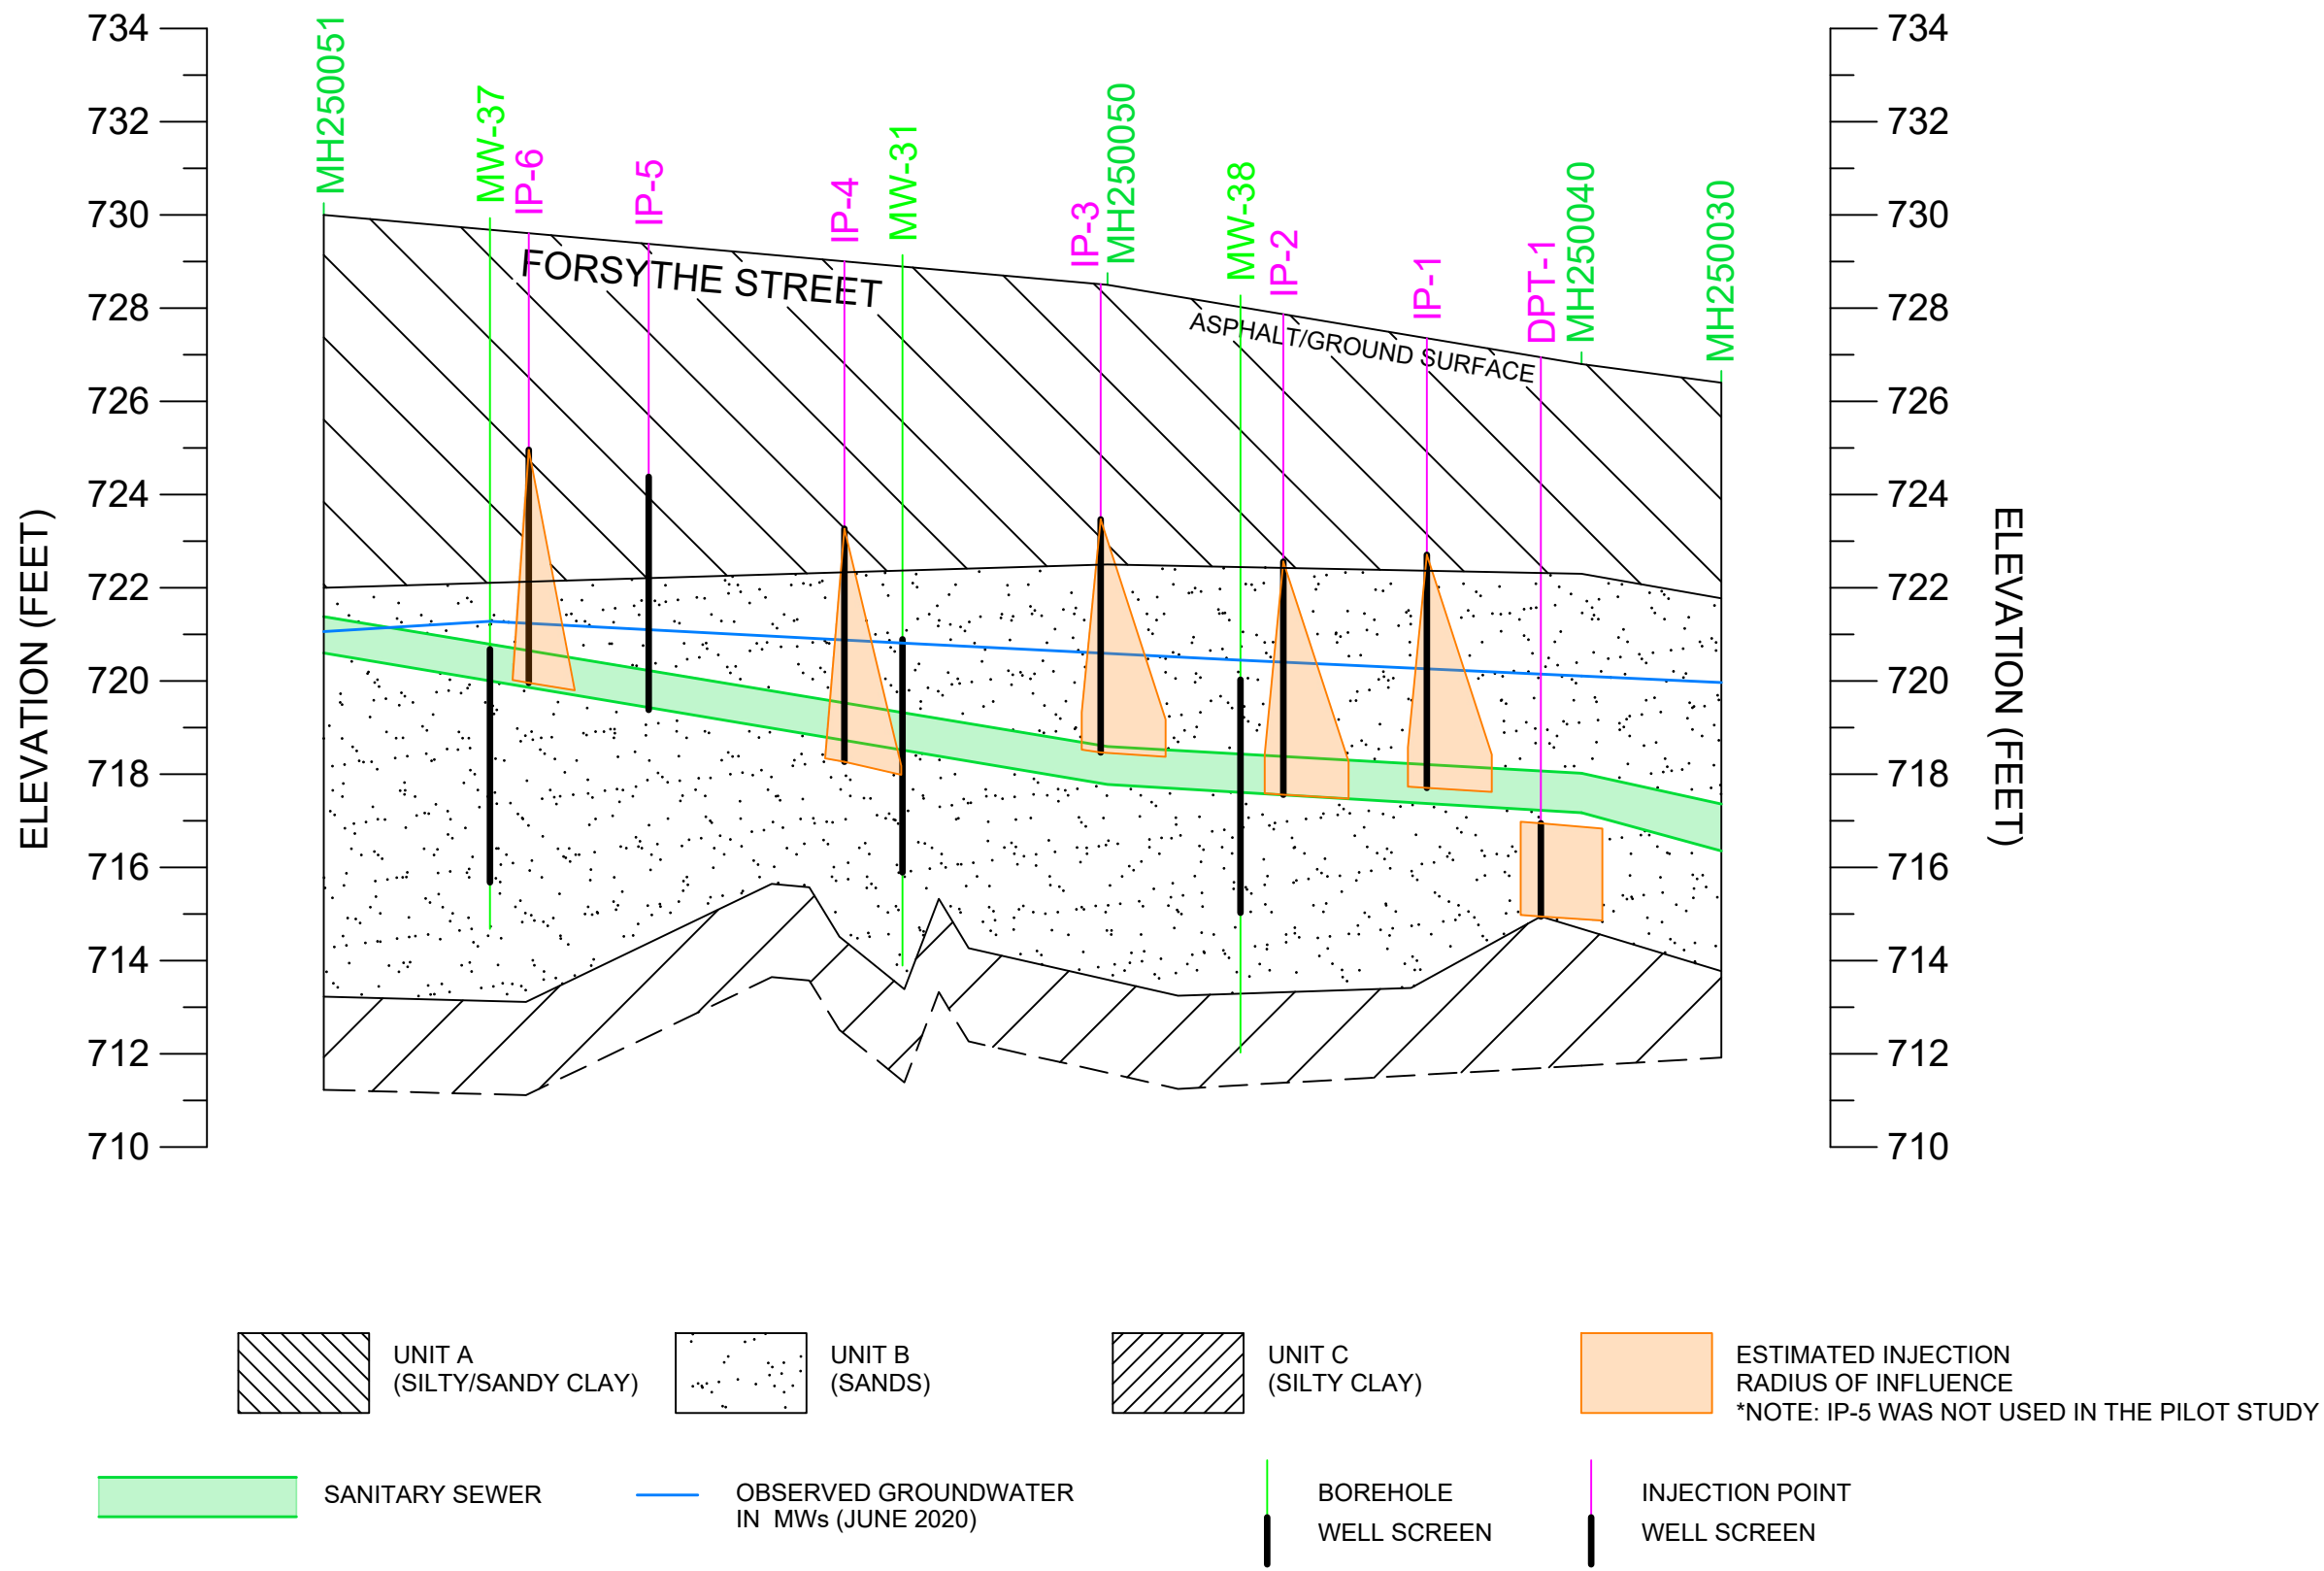 734
732
730
728
726
724
722
720
718
716
714
712
710
ELEVATION (FEET)
MH250051
MW-37
IP-6
IP-5
IP-4
MW-31
IP-3
MH250050
MW-38
IP-2
IP-1
DPT-1
MH250040
MH250030
FORSYTHE STREET
ASPHALT/GROUND SURFACE
734
732
730
728
726
724
722
720
718
716
714
712
710
ELEVATION (FEET)
UNIT A
(SILTY/SANDY CLAY)
UNIT B
(SANDS)
UNIT C
(SILTY CLAY)
ESTIMATED INJECTION
RADIUS OF INFLUENCE
*NOTE: IP-5 WAS NOT USED IN THE PILOT STUDY
SANITARY SEWER
OBSERVED GROUNDWATER
IN MWs (JUNE 2020)
BOREHOLE
WELL SCREEN
INJECTION POINT
WELL SCREEN